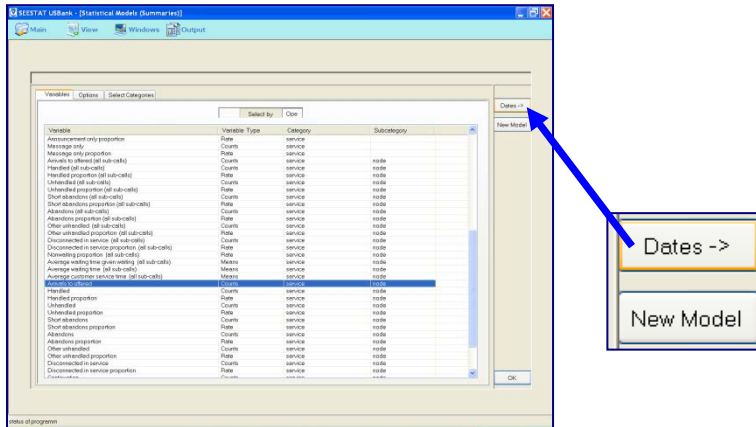 SEESTAT USBank - [Statistical Models (Summaries)]
Main View Windows Output
Variables Options Select Categories
Dates ->
Select by Ope
New Model
Variable Variable Type Category Subcategory
Announcement only proportion Rate service
Message only Counts service
Message only proportion Rate service
Arrivals to offered (all sub-calls) Counts service node
Handled (all sub-calls) Counts service node
Handled proportion (all sub-calls) Rate service node
Unhandled (all sub-calls) Counts service node
Unhandled proportion (all sub-calls) Rate service node
Short abandons (all sub-calls) Counts service node
Short abandons proportion (all sub-calls) Rate service node
Abandons (all sub-calls) Counts service node
Abandons proportion (all sub-calls) Rate service node
Other unhandled (all sub-calls) Counts service node
Other unhandled proportion (all sub-calls) Rate service node
Disconnected in service (all sub-calls) Counts service node
Disconnected in service proportion (all sub-calls) Rate service node
Nonwaiting proportion (all sub-calls) Rate service node
Average waiting time given waiting (all sub-calls) Means service node
Average waiting time (all sub-calls) Means service node
Average customer service time (all sub-calls) Means service node
Arrivals to offered Counts service node
Handled Counts service node
Handled proportion Rate service node
Unhandled Counts service node
Unhandled proportion Rate service node
Short abandons Counts service node
Short abandons proportion Rate service node
Abandons Counts service node
Abandons proportion Rate service node
Other unhandled Counts service node
Other unhandled proportion Rate service node
Disconnected in service Counts service node
Disconnected in service proportion Rate service node
OK
status of programm
Dates ->
New Model